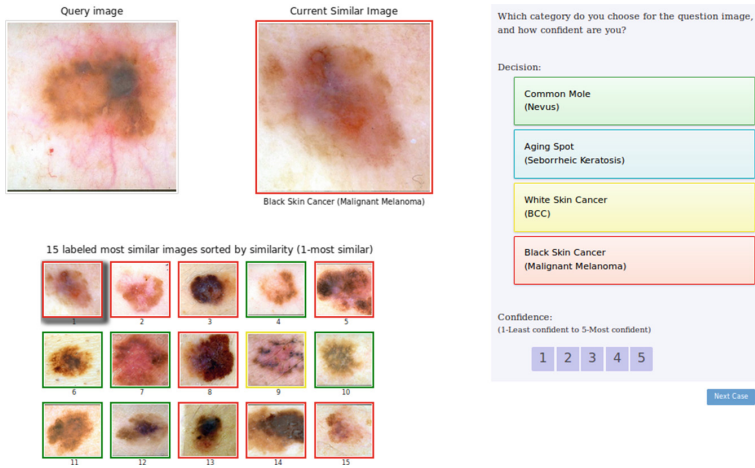 Query image
Current Similar Image
Black Skin Cancer (Malignant Melanoma)
15 labeled most similar images sorted by similarity (1-most similar)
1
2
3
4
5
6
7
8
9
10
11
12
13
14
15
Which category do you choose for the question image,
and how confident are you?
Decision:
Common Mole
(Nevus)
Aging Spot
(Seborrheic Keratosis)
White Skin Cancer
(BCC)
Black Skin Cancer
(Malignant Melanoma)
Confidence:
(1-Least confident to 5-Most confident)
1 2 3 4 5
Next Case